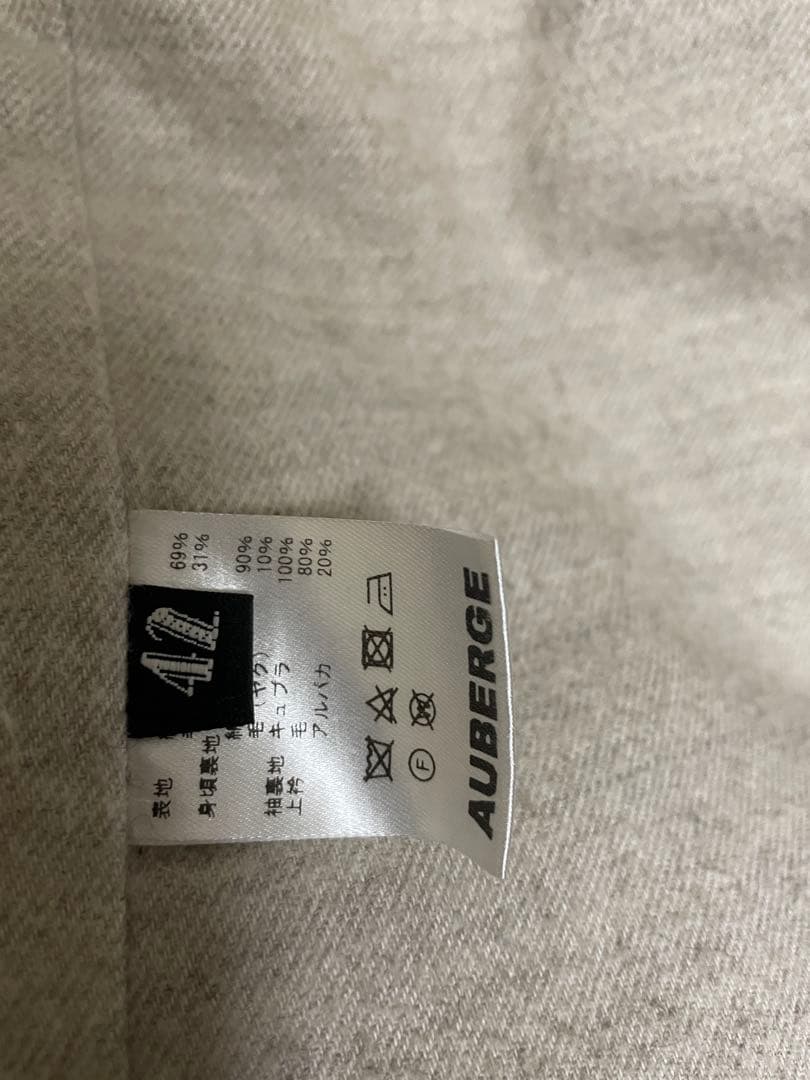 42
表地 69%
31%
身頃裏地 90%
毛(ヤク) 10%
袖裏地 キュプラ 100%
上衿 毛 80%
アルパカ 20%
F
W
AUBERGE